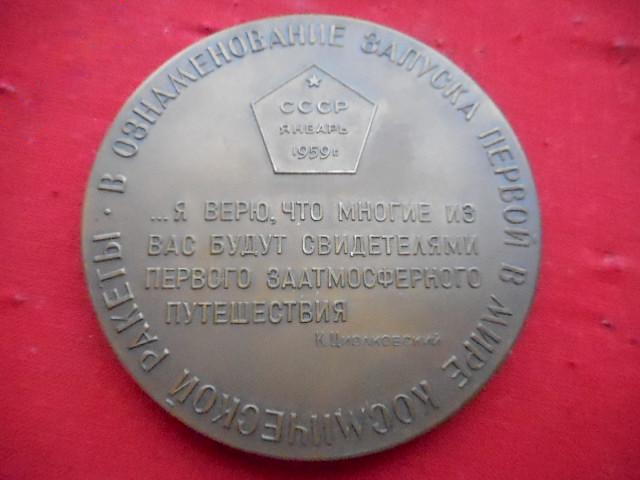 В ОЗНАМЕНОВАНИЕ ЗАПУСКА ПЕРВОЙ В МИРЕ КОСМИЧЕСКОЙ РАКЕТЫ ·
СССР
ЯНВАРЬ
1959 г.
...Я ВЕРЮ, ЧТО МНОГИЕ ИЗ
ВАС БУДУТ СВИДЕТЕЛЯМИ
ПЕРВОГО ЗААТМОСФЕРНОГО
ПУТЕШЕСТВИЯ
К. ЦИОЛКОВСКИЙ